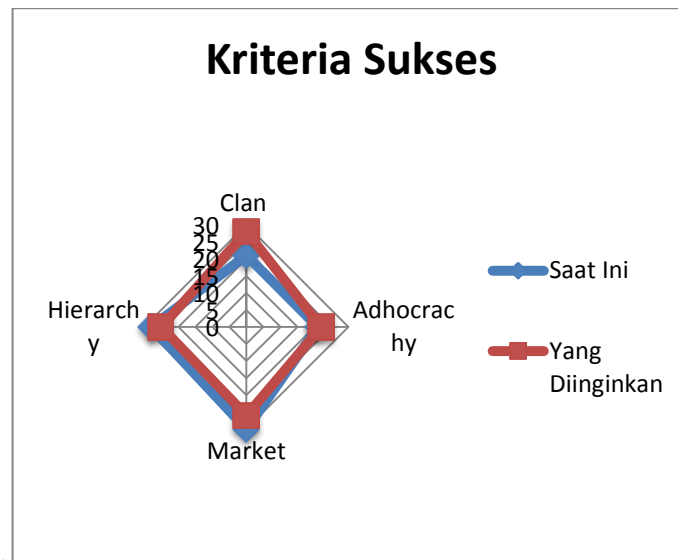 Kriteria Sukses
Clan
30
25
20
15
10
5
0
Hierarch
y
Adhocrac
hy
Market
Saat Ini
Yang
Diinginkan